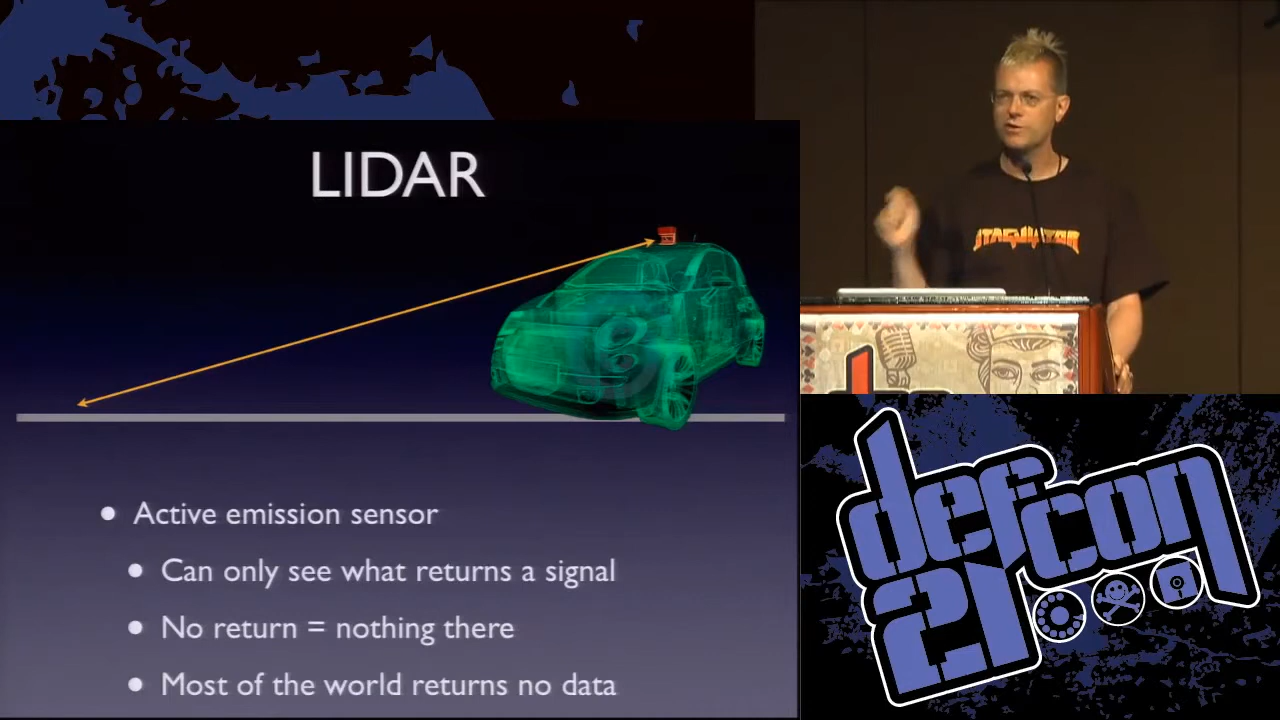 LIDAR
Active emission sensor
Can only see what returns a signal
No return = nothing there
Most of the world returns no data
defcon
21